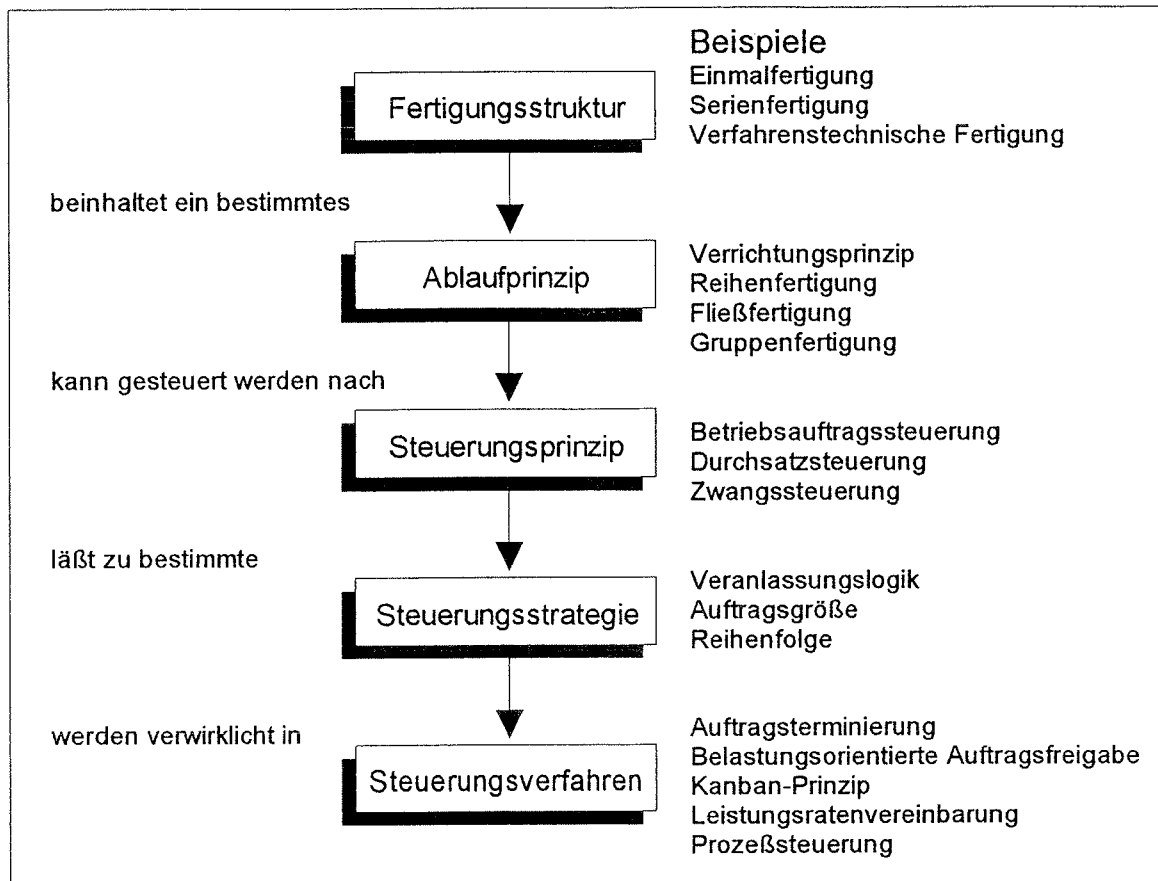 Beispiele
Fertigungsstruktur
Einmalfertigung
Serienfertigung
Verfahrenstechnische Fertigung
beinhaltet ein bestimmtes
Ablaufprinzip
Verrichtungsprinzip
Reihenfertigung
Fließfertigung
Gruppenfertigung
kann gesteuert werden nach
Steuerungsprinzip
Betriebsauftragssteuerung
Durchsatzsteuerung
Zwangssteuerung
läßt zu bestimmte
Steuerungsstrategie
Veranlassungslogik
Auftragsgröße
Reihenfolge
werden verwirklicht in
Steuerungsverfahren
Auftragsterminierung
Belastungsorientierte Auftragsfreigabe
Kanban-Prinzip
Leistungsratenvereinbarung
Prozeßsteuerung